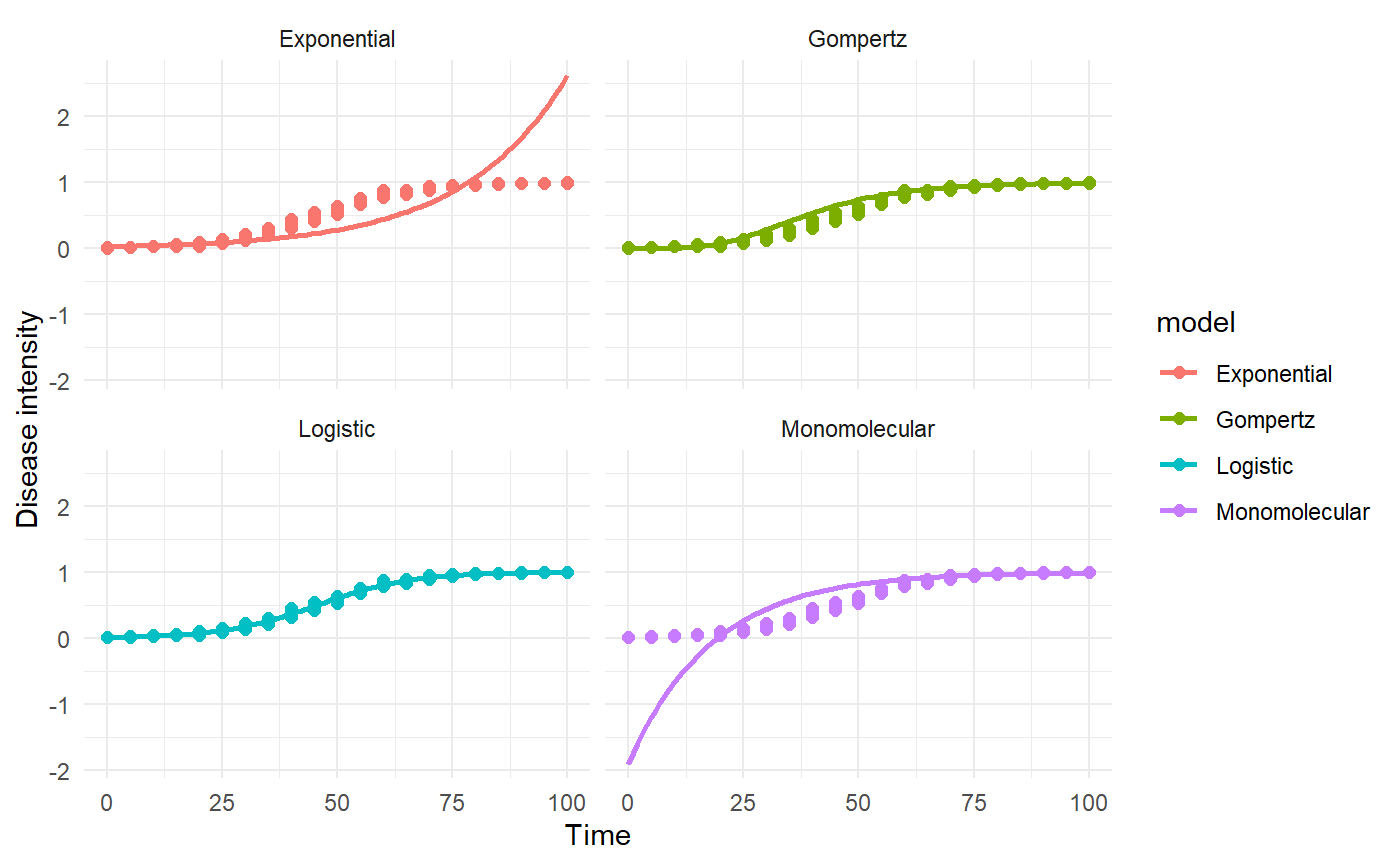 Exponential
Gompertz
2
1
0
-1
-2
Disease intensity
Logistic
Monomolecular
2
1
0
-1
-2
0 25 50 75 100 0 25 50 75 100
Time
model
Exponential
Gompertz
Logistic
Monomolecular